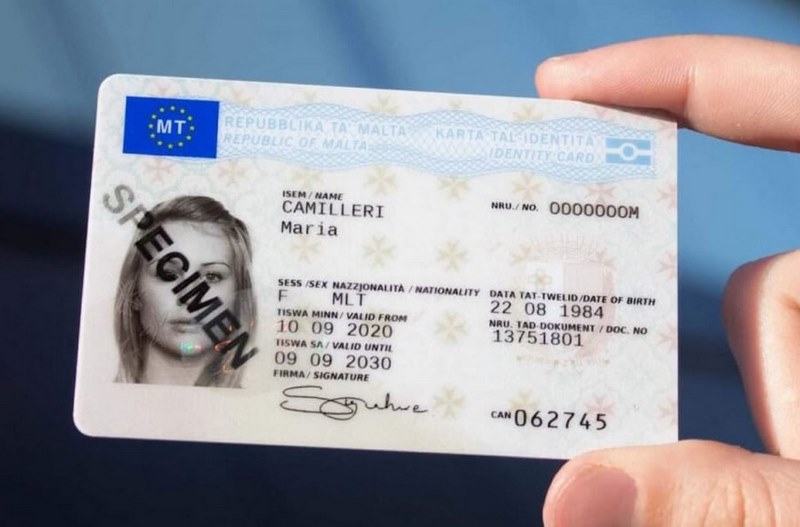 MT
REPUBBLIKA TA' MALTA KARTA TAL-IDENTITÀ
REPUBLIC OF MALTA IDENTITY CARD
SPECIMEN
ISEM / NAME
CAMILLERI
Maria
NRU./ NO. 0000000M
SESS /SEX NAZZJONALITÀ / NATIONALITY
F MLT
DATA TAT-TWELID/DATE OF BIRTH
22 08 1984
TISWA MINN/ VALID FROM
10 09 2020
NRU. TAD-DOKUMENT / DOC. NO
13751801
TISWA SA/ VALID UNTIL
09 09 2030
FIRMA/ SIGNATURE
CAN 062745